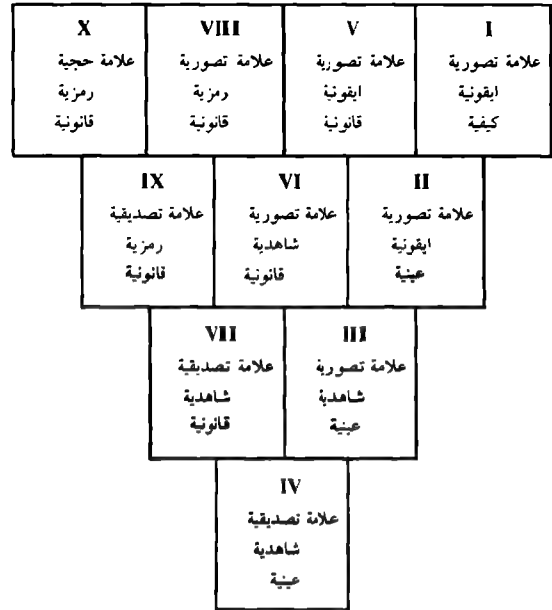 I
علامة تصورية
ايقونية
كيفية
V
علامة تصورية
ايقونية
قانونية
VIII
علامة تصورية
رمزية
قانونية
X
علامة حجية
رمزية
قانونية
II
علامة تصورية
ايقونية
عينية
VI
علامة تصورية
شاهدية
قانونية
IX
علامة تصديقية
رمزية
قانونية
III
علامة تصورية
شاهدية
عينية
VII
علامة تصديقية
شاهدية
قانونية
IV
علامة تصديقية
شاهدية
عينية